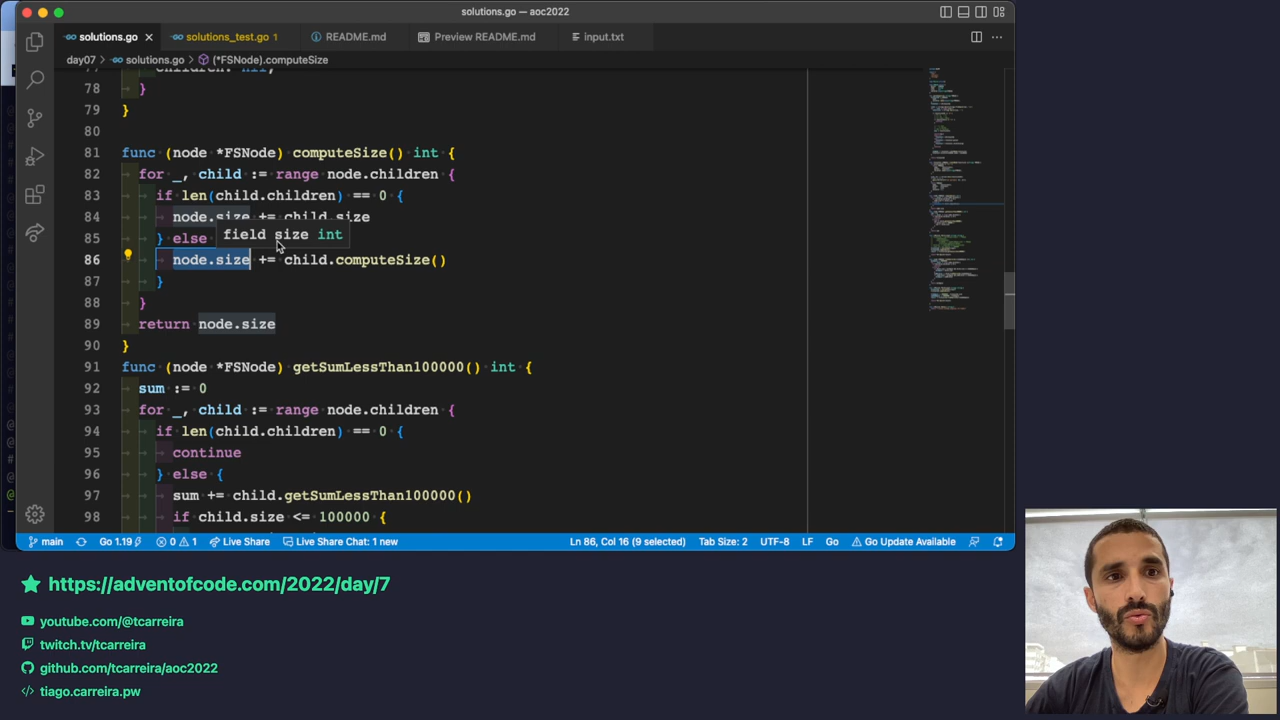 solutions.go — aoc2022
solutions.go
solutions_test.go 1
README.md
Preview README.md
input.txt
day07 > solutions.go > (*FSNode).computeSize
77 children: nil,
78 }
79 }
80
81 func (node *FSNode) computeSize() int {
82 for _, child := range node.children {
83 if len(child.children) == 0 {
84 node.size += child.size
85 } else
field size int
86 node.size += child.computeSize()
87 }
88 }
89 return node.size
90 }
91 func (node *FSNode) getSumLessThan100000() int {
92 sum := 0
93 for _, child := range node.children {
94 if len(child.children) == 0 {
95 continue
96 } else {
97 sum += child.getSumLessThan100000()
98 if child.size <= 100000 {
main Go 1.19 0 1 Live Share Live Share Chat: 1 new Ln 86, Col 16 (9 selected) Tab Size: 2 UTF-8 LF Go Go Update Available
https://adventofcode.com/2022/day/7
youtube.com/@tcarreira
twitch.tv/tcarreira
github.com/tcarreira/aoc2022
tiago.carreira.pw